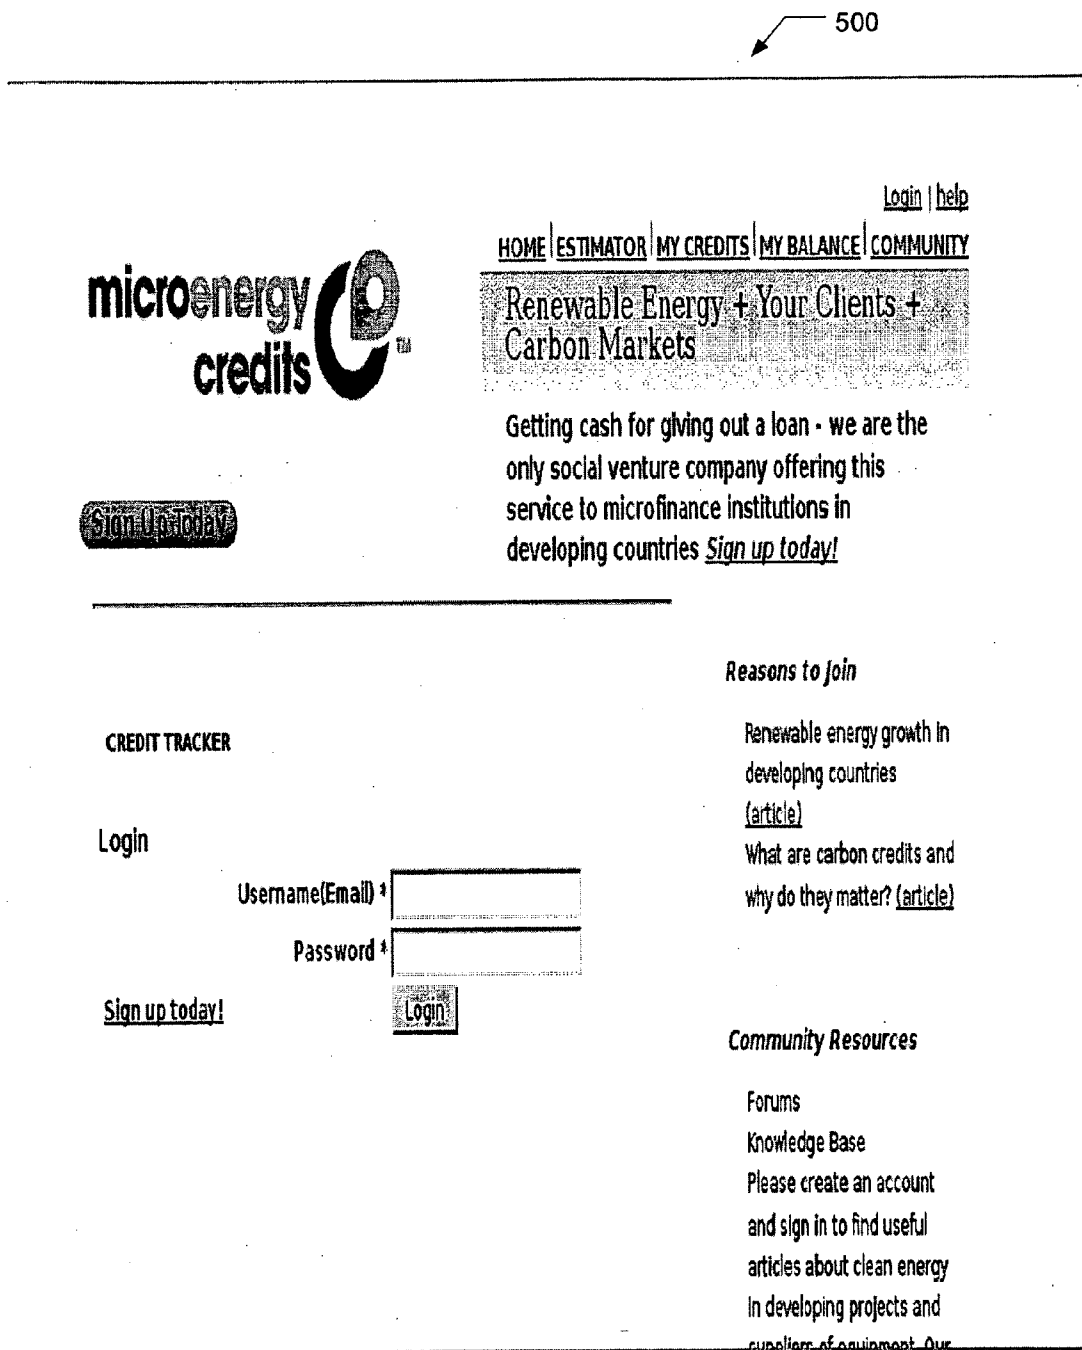 500
Login | help
HOME | ESTIMATOR | MY CREDITS | MY BALANCE | COMMUNITY
microenergy
credits
TM
Renewable Energy + Your Clients +
Carbon Markets
Getting cash for giving out a loan - we are the
only social venture company offering this
service to microfinance institutions in
developing countries Sign up today!
Sign Up Today
CREDIT TRACKER
Login
Username(Email) *
Password *
Sign up today!
Login
Reasons to Join
Renewable energy growth in
developing countries
(article)
What are carbon credits and
why do they matter? (article)
Community Resources
Forums
Knowledge Base
Please create an account
and sign in to find useful
articles about clean energy
in developing projects and
suppliers of equipment. Our